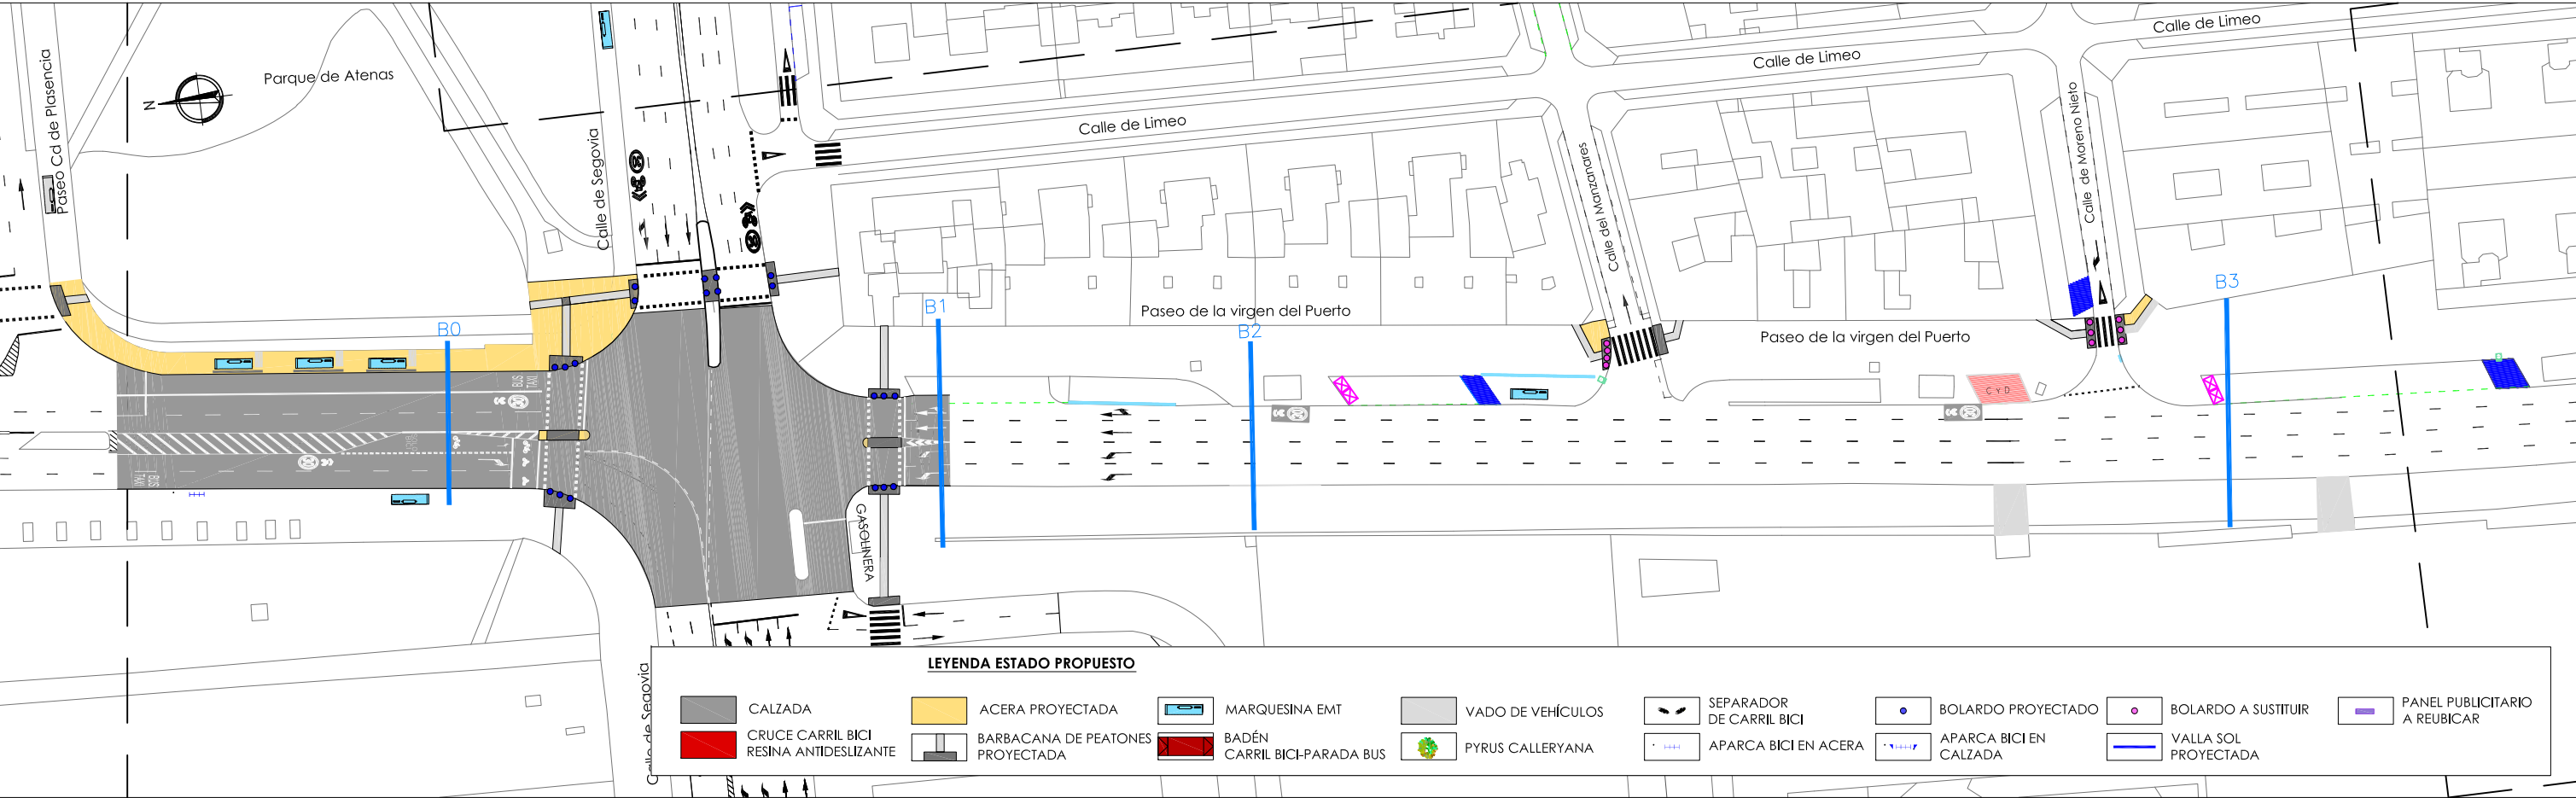 Calle de Limeo
Calle de Limeo
Parque de Atenas
N
Paseo Cd de Plasencia
Calle de Segovia
Calle de Limeo
Calle del Manzanares
Calle de Moreno Nieto
B0
B1
Paseo de la virgen del Puerto
B2
Paseo de la virgen del Puerto
B3
BUS
TAXI
C Y D
BUS
TAXI
GASOLINERA
Calle de Segovia
LEYENDA ESTADO PROPUESTO
CALZADA
ACERA PROYECTADA
MARQUESINA EMT
VADO DE VEHÍCULOS
SEPARADOR
DE CARRIL BICI
BOLARDO PROYECTADO
BOLARDO A SUSTITUIR
PANEL PUBLICITARIO
A REUBICAR
CRUCE CARRIL BICI
RESINA ANTIDESLIZANTE
BARBACANA DE PEATONES
PROYECTADA
BADÉN
CARRIL BICI-PARADA BUS
PYRUS CALLERYANA
APARCA BICI EN ACERA
APARCA BICI EN
CALZADA
VALLA SOL
PROYECTADA